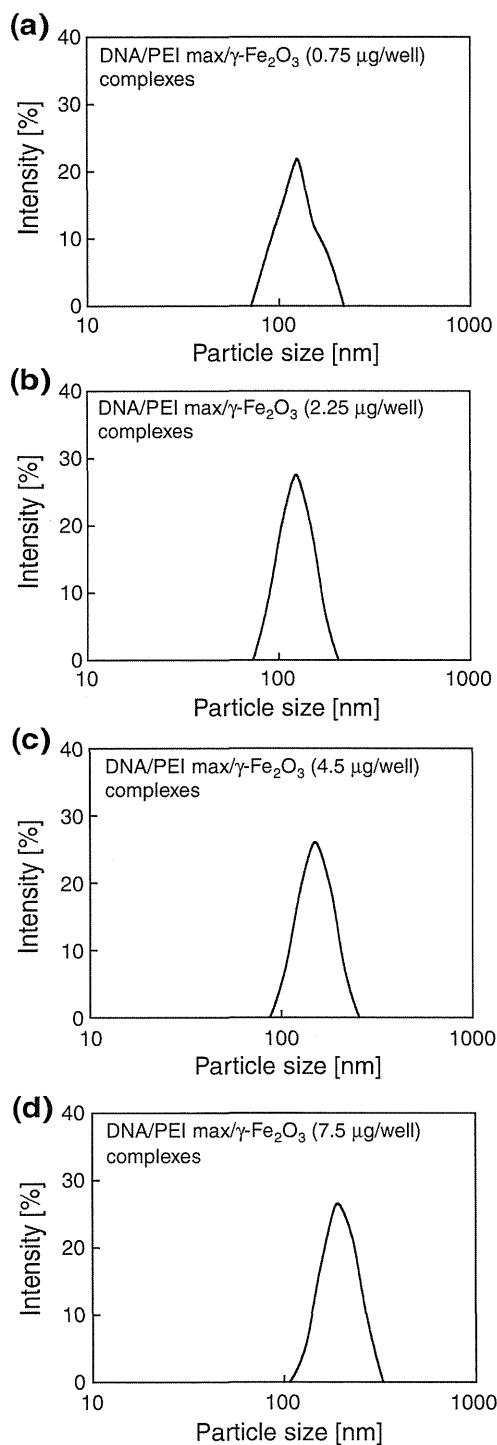 (a)
DNA/PEI max/γ-Fe₂O₃ (0.75 μg/well)
complexes
Intensity [%]
40
30
20
10
0
10
100
1000
Particle size [nm]
(b)
DNA/PEI max/γ-Fe₂O₃ (2.25 μg/well)
complexes
Intensity [%]
40
30
20
10
0
10
100
1000
Particle size [nm]
(c)
DNA/PEI max/γ-Fe₂O₃ (4.5 μg/well)
complexes
Intensity [%]
40
30
20
10
0
10
100
1000
Particle size [nm]
(d)
DNA/PEI max/γ-Fe₂O₃ (7.5 μg/well)
complexes
Intensity [%]
40
30
20
10
0
10
100
1000
Particle size [nm]